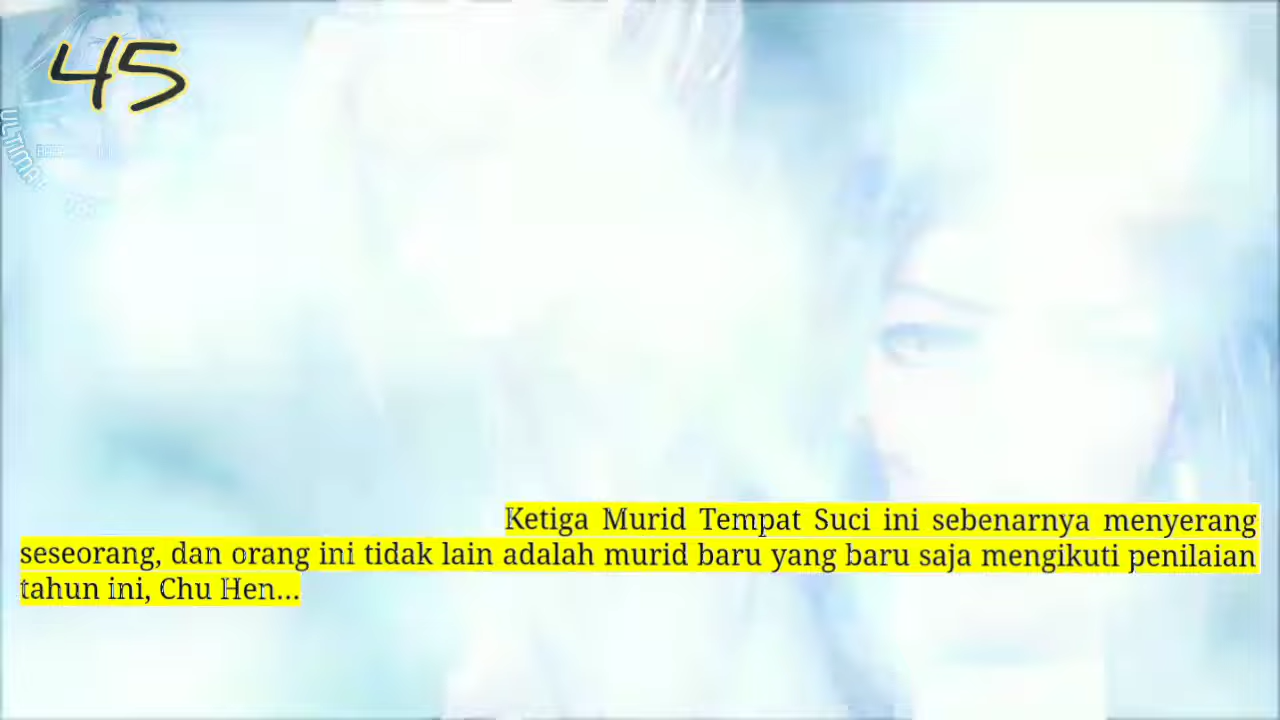 45
ULTIMA
Ketiga Murid Tempat Suci ini sebenarnya menyerang
seseorang, dan orang ini tidak lain adalah murid baru yang baru saja mengikuti penilaian
tahun ini, Chu Hen...